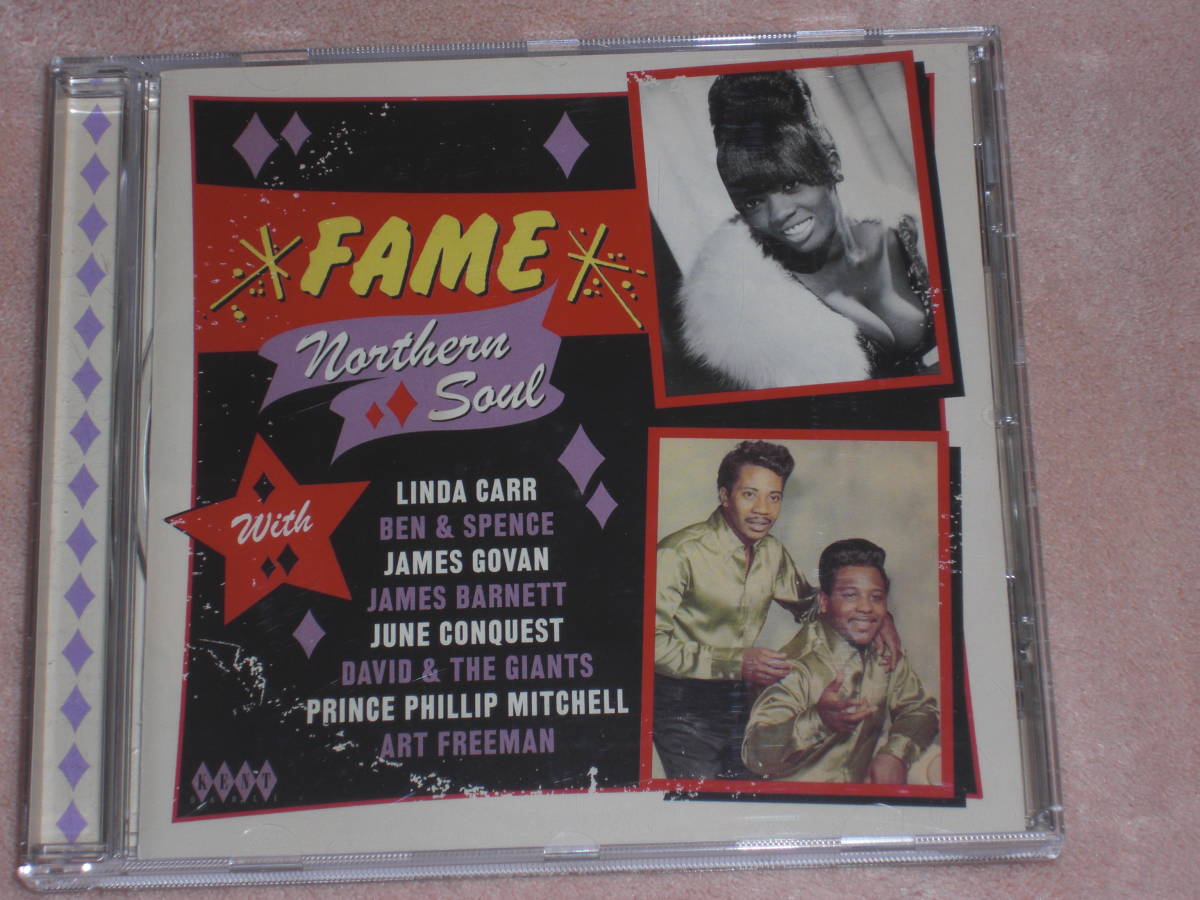 FAME
Northern
Soul
With
LINDA CARR
BEN & SPENCE
JAMES GOVAN
JAMES BARNETT
JUNE CONQUEST
DAVID & THE GIANTS
PRINCE PHILLIP MITCHELL
ART FREEMAN
KENT